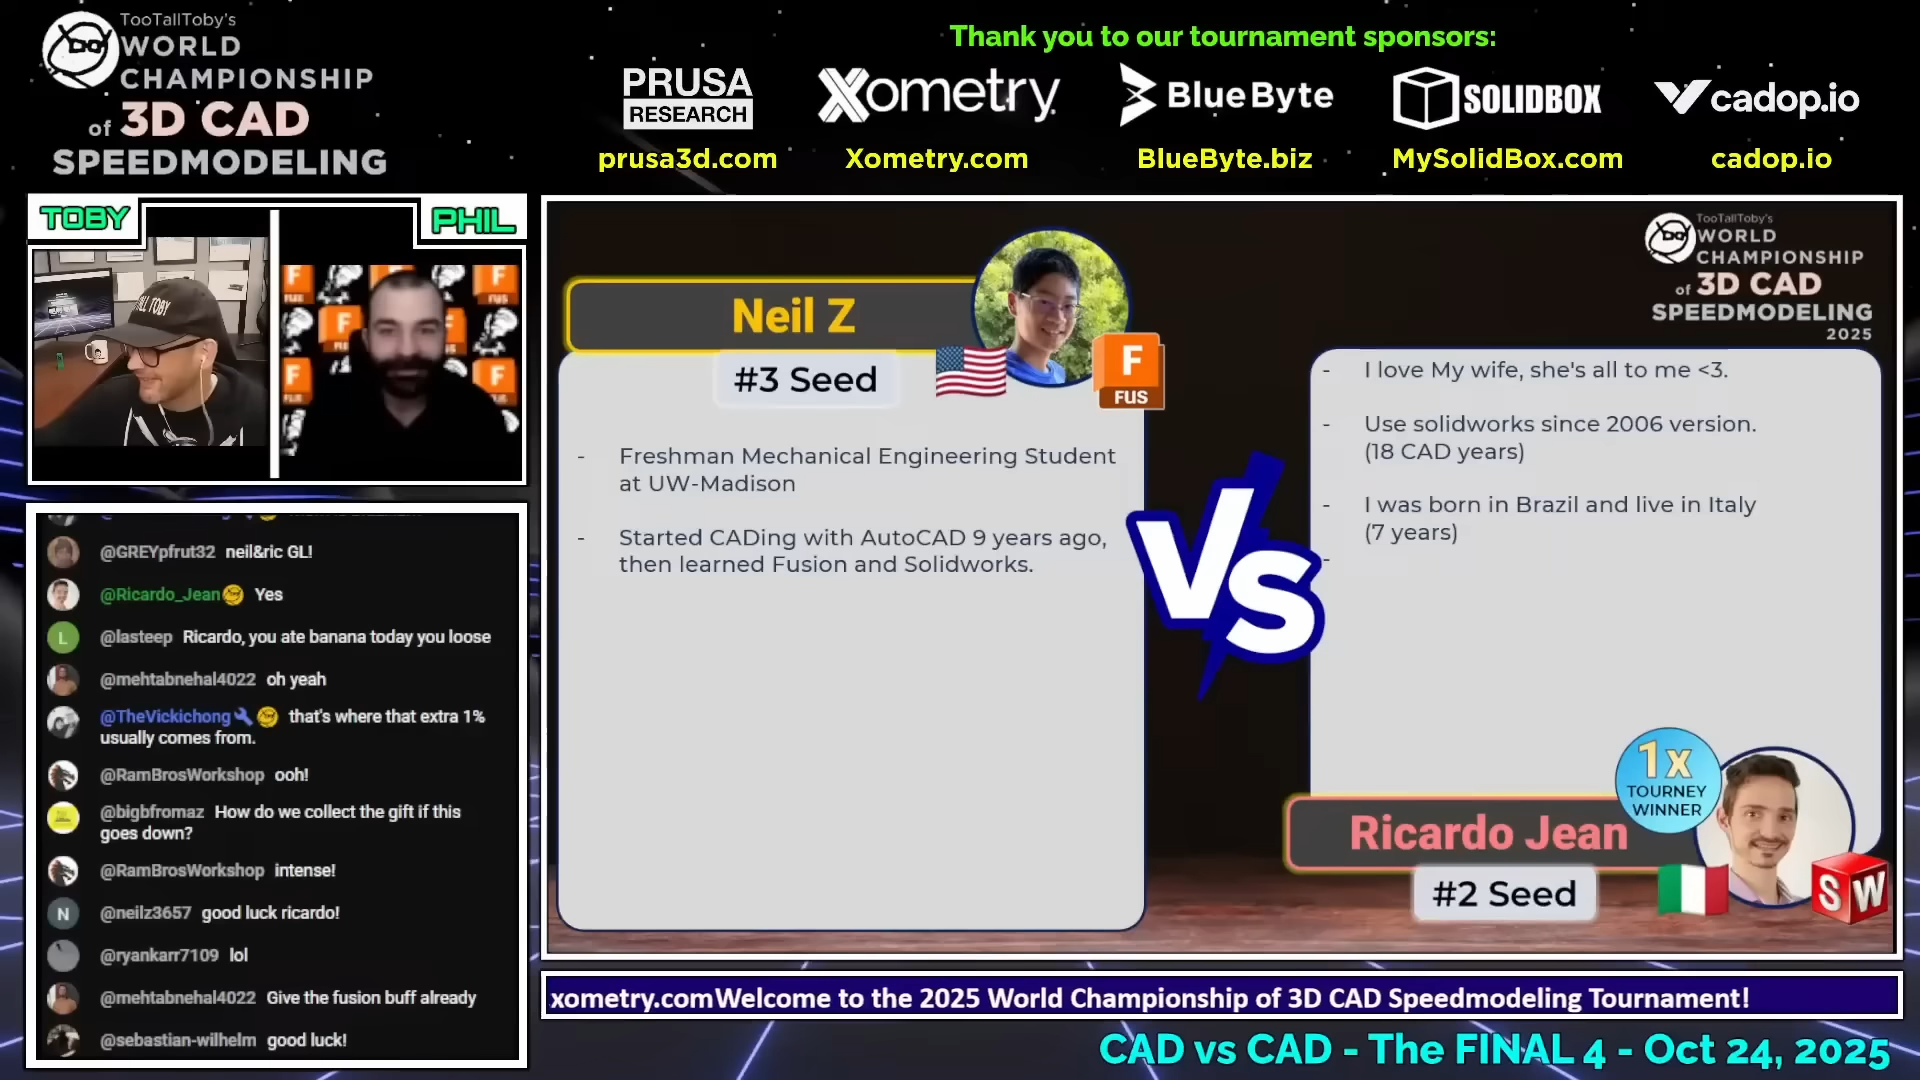 TooTallToby's
WORLD
CHAMPIONSHIP
of 3D CAD
SPEEDMODELING
Thank you to our tournament sponsors:
PRUSA
RESEARCH
Xometry
BlueByte
SOLIDBOX
cadop.io
prusa3d.com
Xometry.com
BlueByte.biz
MySolidBox.com
cadop.io
TOBY
PHIL
ALL TOBY
F
FUS
F
FUS
F
F
F
F
@GREYpfrut32 neil&ric GL!
@Ricardo_Jean Yes
L
@lasteep Ricardo, you ate banana today you loose
@mehtabnehal4022 oh yeah
@TheVickichong that's where that extra 1%
usually comes from.
@RamBrosWorkshop ooh!
@bigbfromaz How do we collect the gift if this
goes down?
@RamBrosWorkshop intense!
N
@neilz3657 good luck ricardo!
@ryankarr7109 lol
@mehtabnehal4022 Give the fusion buff already
@sebastian-wilhelm good luck!
Neil Z
#3 Seed
F
FUS
- Freshman Mechanical Engineering Student
at UW-Madison
- Started CADing with AutoCAD 9 years ago,
then learned Fusion and Solidworks.
VS
TooTallToby's
WORLD
CHAMPIONSHIP
of 3D CAD
SPEEDMODELING
2025
- I love My wife, she's all to me <3.
- Use solidworks since 2006 version.
(18 CAD years)
- I was born in Brazil and live in Italy
(7 years)
-
1x
TOURNEY
WINNER
Ricardo Jean
#2 Seed
SW
xometry.comWelcome to the 2025 World Championship of 3D CAD Speedmodeling Tournament!
CAD vs CAD - The FINAL 4 - Oct 24, 2025